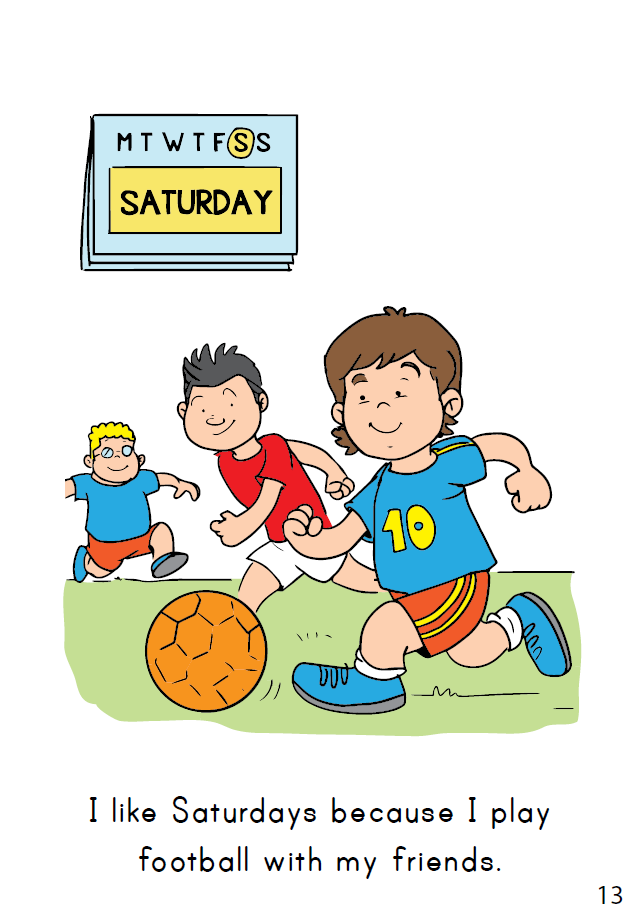 M T W T F S S
SATURDAY
10
I like Saturdays because I play
football with my friends.
13